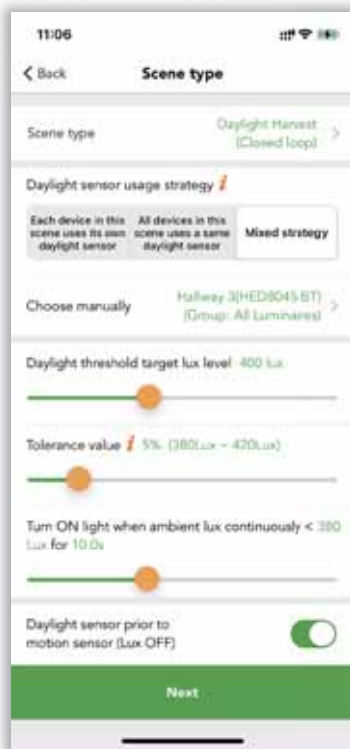 11:06
Back
Scene type
Scene type
Daylight Harvest
(Closed loop)
Daylight sensor usage strategy i
Each device in this
scene uses its own
daylight sensor
All devices in this
scene uses a same
daylight sensor
Mixed strategy
Choose manually
Hallway 3(HED8045-BT)
(Group: All Luminaires)
Daylight threshold target lux level 400 lux
Tolerance value i 5% (380Lux ~ 420Lux)
Turn ON light when ambient lux continuously < 380
Lux for 10.0s
Daylight sensor prior to
motion sensor (Lux OFF)
Next